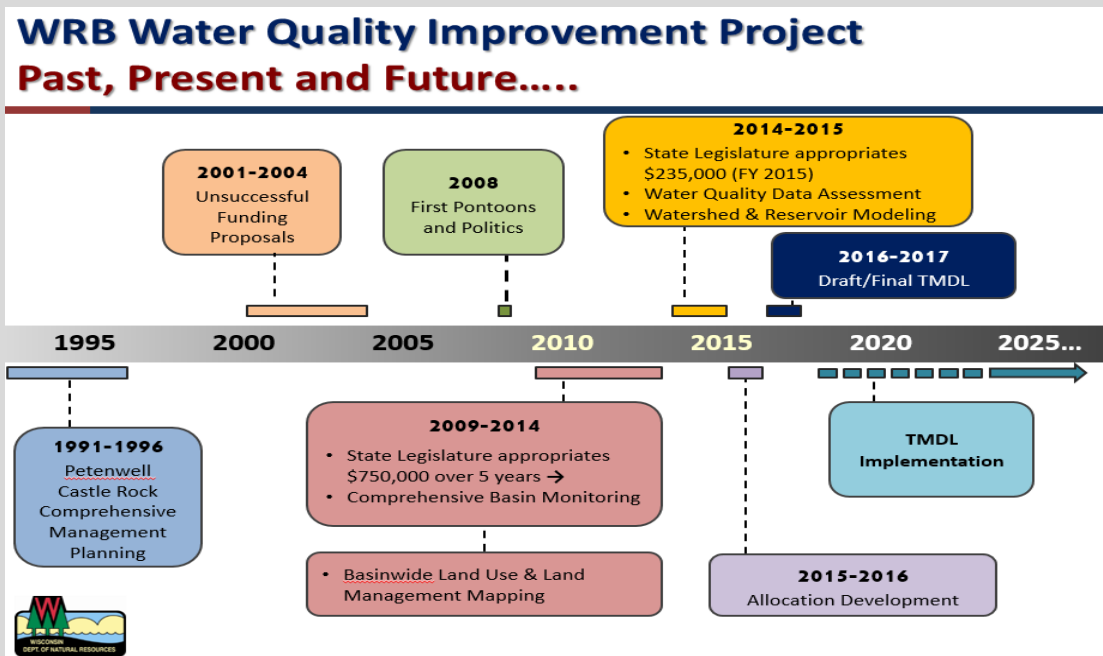 WRB Water Quality Improvement Project
Past, Present and Future.....
2001-2004
Unsuccessful
Funding
Proposals
2008
First Pontoons
and Politics
2014-2015
• State Legislature appropriates
$235,000 (FY 2015)
• Water Quality Data Assessment
• Watershed & Reservoir Modeling
2016-2017
Draft/Final TMDL
1995 2000 2005 2010 2015 2020 2025...
1991-1996
Petenwell
Castle Rock
Comprehensive
Management
Planning
2009-2014
• State Legislature appropriates
$750,000 over 5 years →
• Comprehensive Basin Monitoring
• Basinwide Land Use & Land
Management Mapping
TMDL
Implementation
2015-2016
Allocation Development
W
WISCONSIN
DEPT. OF NATURAL RESOURCES